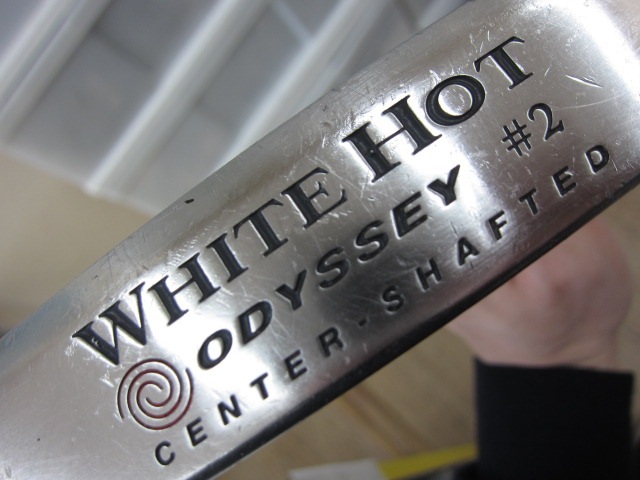 WHITE HOT
ODYSSEY #2
CENTER-SHAFTED